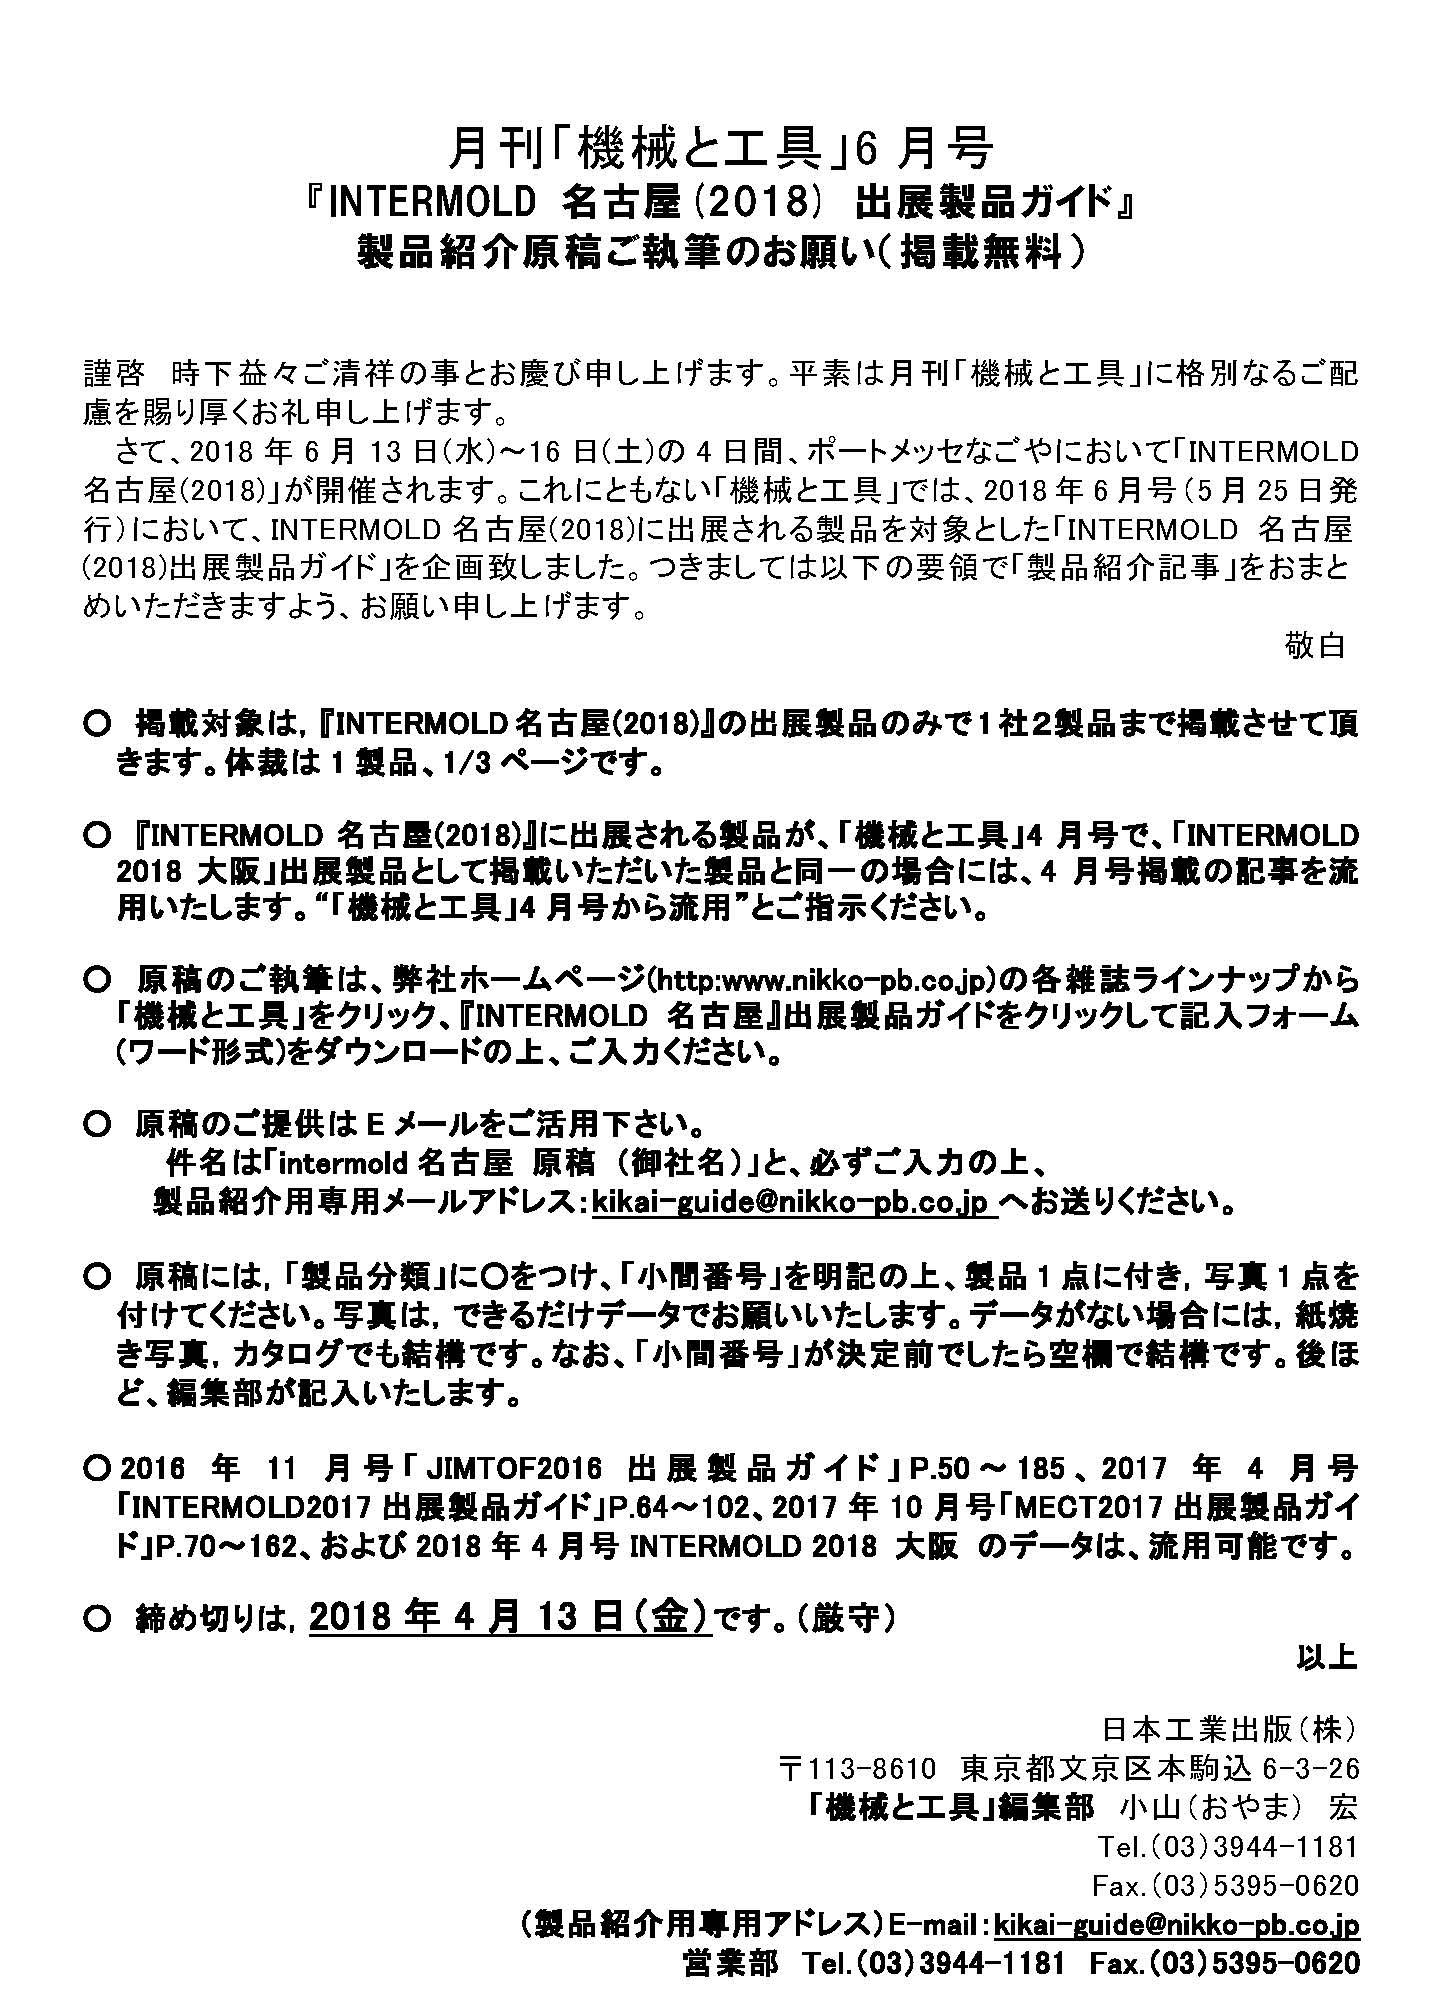 月刊「機械と工具」6 月号
『INTERMOLD 名古屋(2018) 出展製品ガイド』
製品紹介原稿ご執筆のお願い(掲載無料)
謹啓 時下益々ご清祥の事とお慶び申し上げます。平素は月刊「機械と工具」に格別なるご配
慮を賜り厚くお礼申し上げます。
さて、2018 年 6 月 13 日(水)~16 日(土)の 4 日間、ポートメッセなごやにおいて「INTERMOLD
名古屋(2018)」が開催されます。これにともない「機械と工具」では、2018 年 6 月号(5 月 25 日発
行)において、INTERMOLD 名古屋(2018)に出展される製品を対象とした「INTERMOLD 名古屋
(2018)出展製品ガイド」を企画致しました。つきましては以下の要領で「製品紹介記事」をおまと
めいただきますよう、お願い申し上げます。
敬白
○ 掲載対象は,『INTERMOLD 名古屋(2018)』の出展製品のみで1社2製品まで掲載させて頂
きます。体裁は 1 製品、1/3 ページです。
○ 『INTERMOLD 名古屋(2018)』に出展される製品が、「機械と工具」4 月号で、「INTERMOLD
2018 大阪」出展製品として掲載いただいた製品と同一の場合には、4 月号掲載の記事を流
用いたします。“「機械と工具」4 月号から流用”とご指示ください。
○ 原稿のご執筆は、弊社ホームページ(http:www.nikko-pb.co.jp)の各雑誌ラインナップから
「機械と工具」をクリック、『INTERMOLD 名古屋』出展製品ガイドをクリックして記入フォーム
(ワード形式)をダウンロードの上、ご入力ください。
○ 原稿のご提供は E メールをご活用下さい。
件名は「intermold 名古屋 原稿 (御社名)」と、必ずご入力の上、
製品紹介用専用メールアドレス:kikai-guide@nikko-pb.co.jp へお送りください。
○ 原稿には,「製品分類」に○をつけ、「小間番号」を明記の上、製品 1 点に付き,写真 1 点を
付けてください。写真は,できるだけデータでお願いいたします。データがない場合には,紙焼
き写真,カタログでも結構です。なお、「小間番号」が決定前でしたら空欄で結構です。後ほ
ど、編集部が記入いたします。
○ 2016 年 11 月号「JIMTOF2016 出展製品ガイド」P.50~185、2017 年 4 月号
「INTERMOLD2017 出展製品ガイド」P.64~102、2017 年 10 月号「MECT2017 出展製品ガイ
ド」P.70~162、および 2018 年 4 月号 INTERMOLD 2018 大阪 のデータは、流用可能です。
○ 締め切りは,2018 年 4 月 13 日(金)です。(厳守)
以上
日本工業出版(株)
〒113-8610 東京都文京区本駒込 6-3-26
「機械と工具」編集部 小山(おやま) 宏
Tel.(03)3944-1181
Fax.(03)5395-0620
(製品紹介用専用アドレス)E-mail:kikai-guide@nikko-pb.co.jp
営業部 Tel.(03)3944-1181 Fax.(03)5395-0620